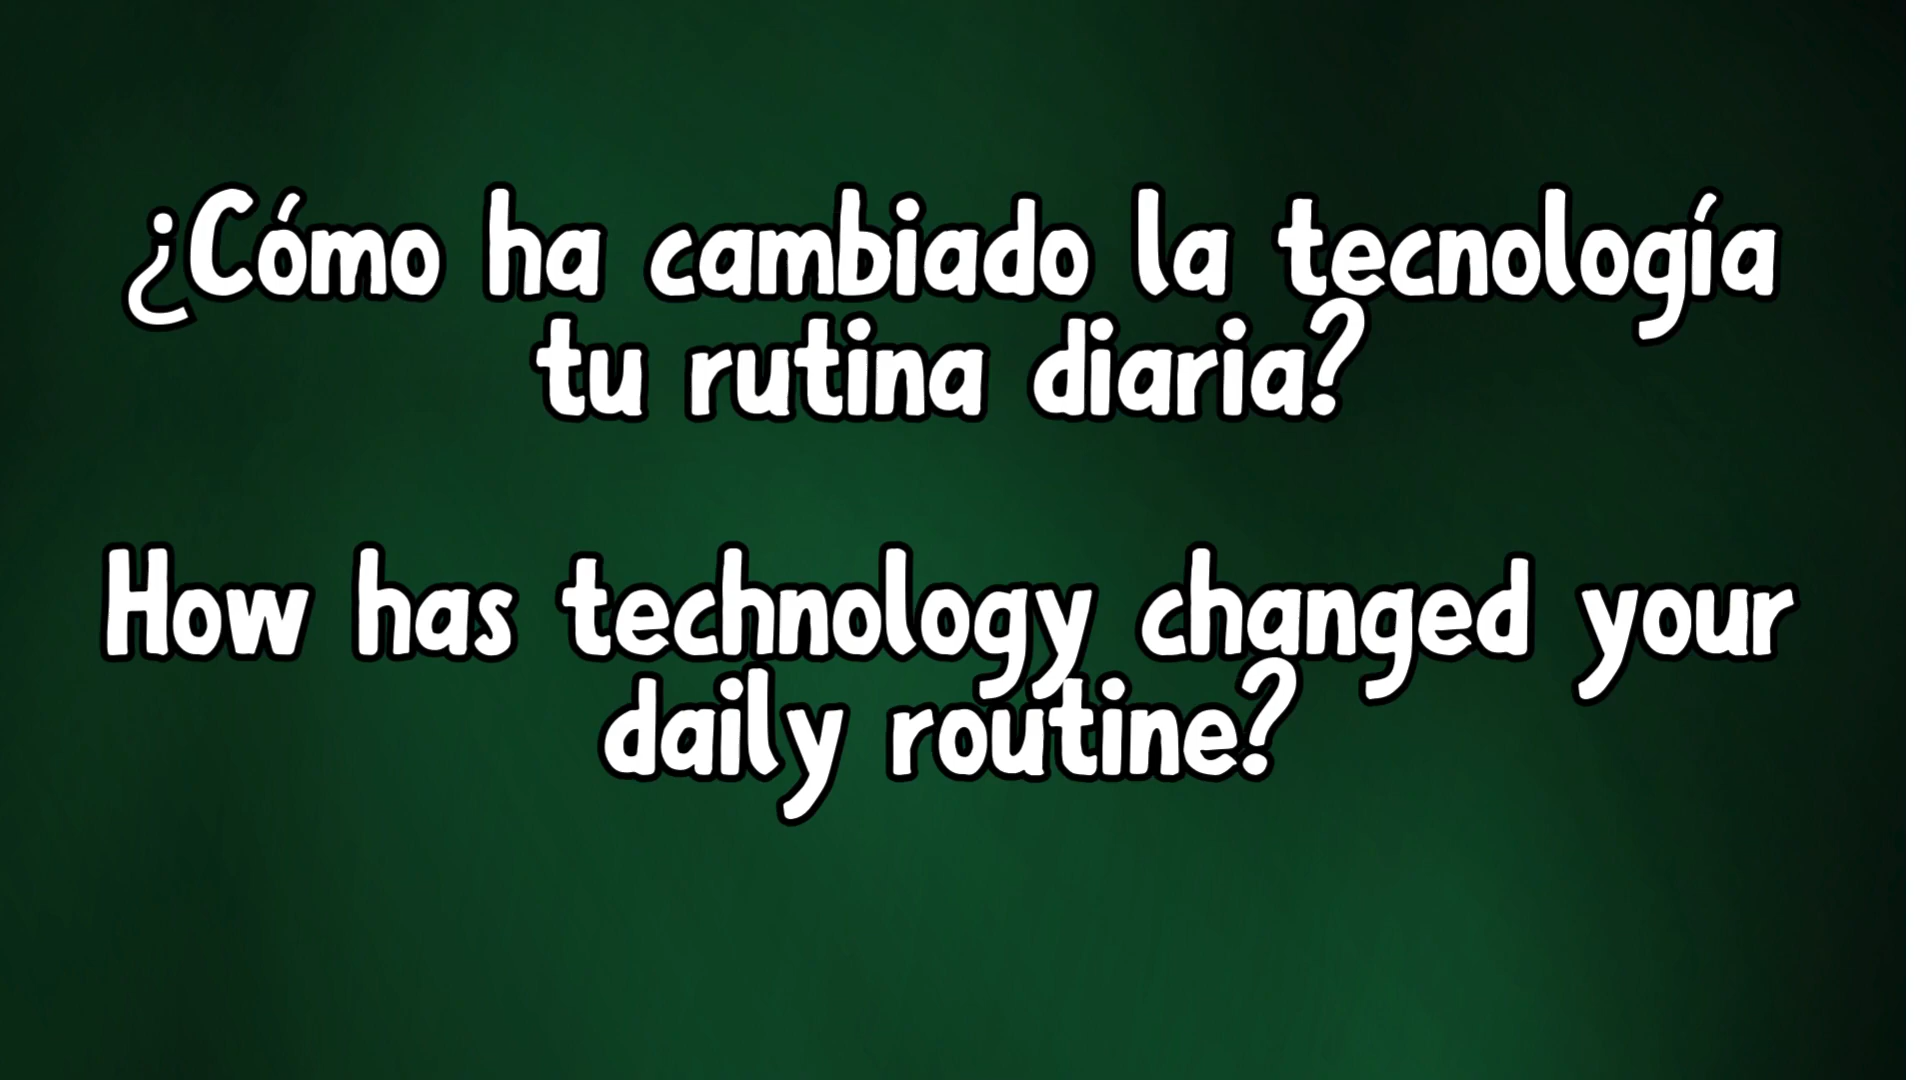 ¿Cómo ha cambiado la tecnología
tu rutina diaria?
How has technology changed your
daily routine?